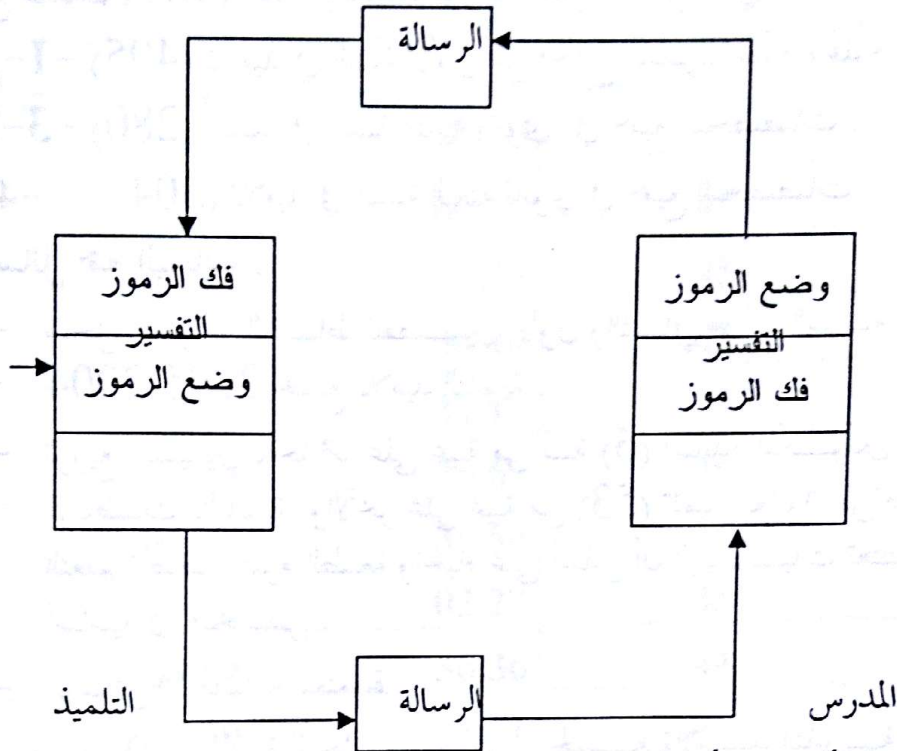 الرسالة
وضع الرموز
التفسير
فك الرموز
فك الرموز
التفسير
وضع الرموز
الرسالة
المدرس
التلميذ